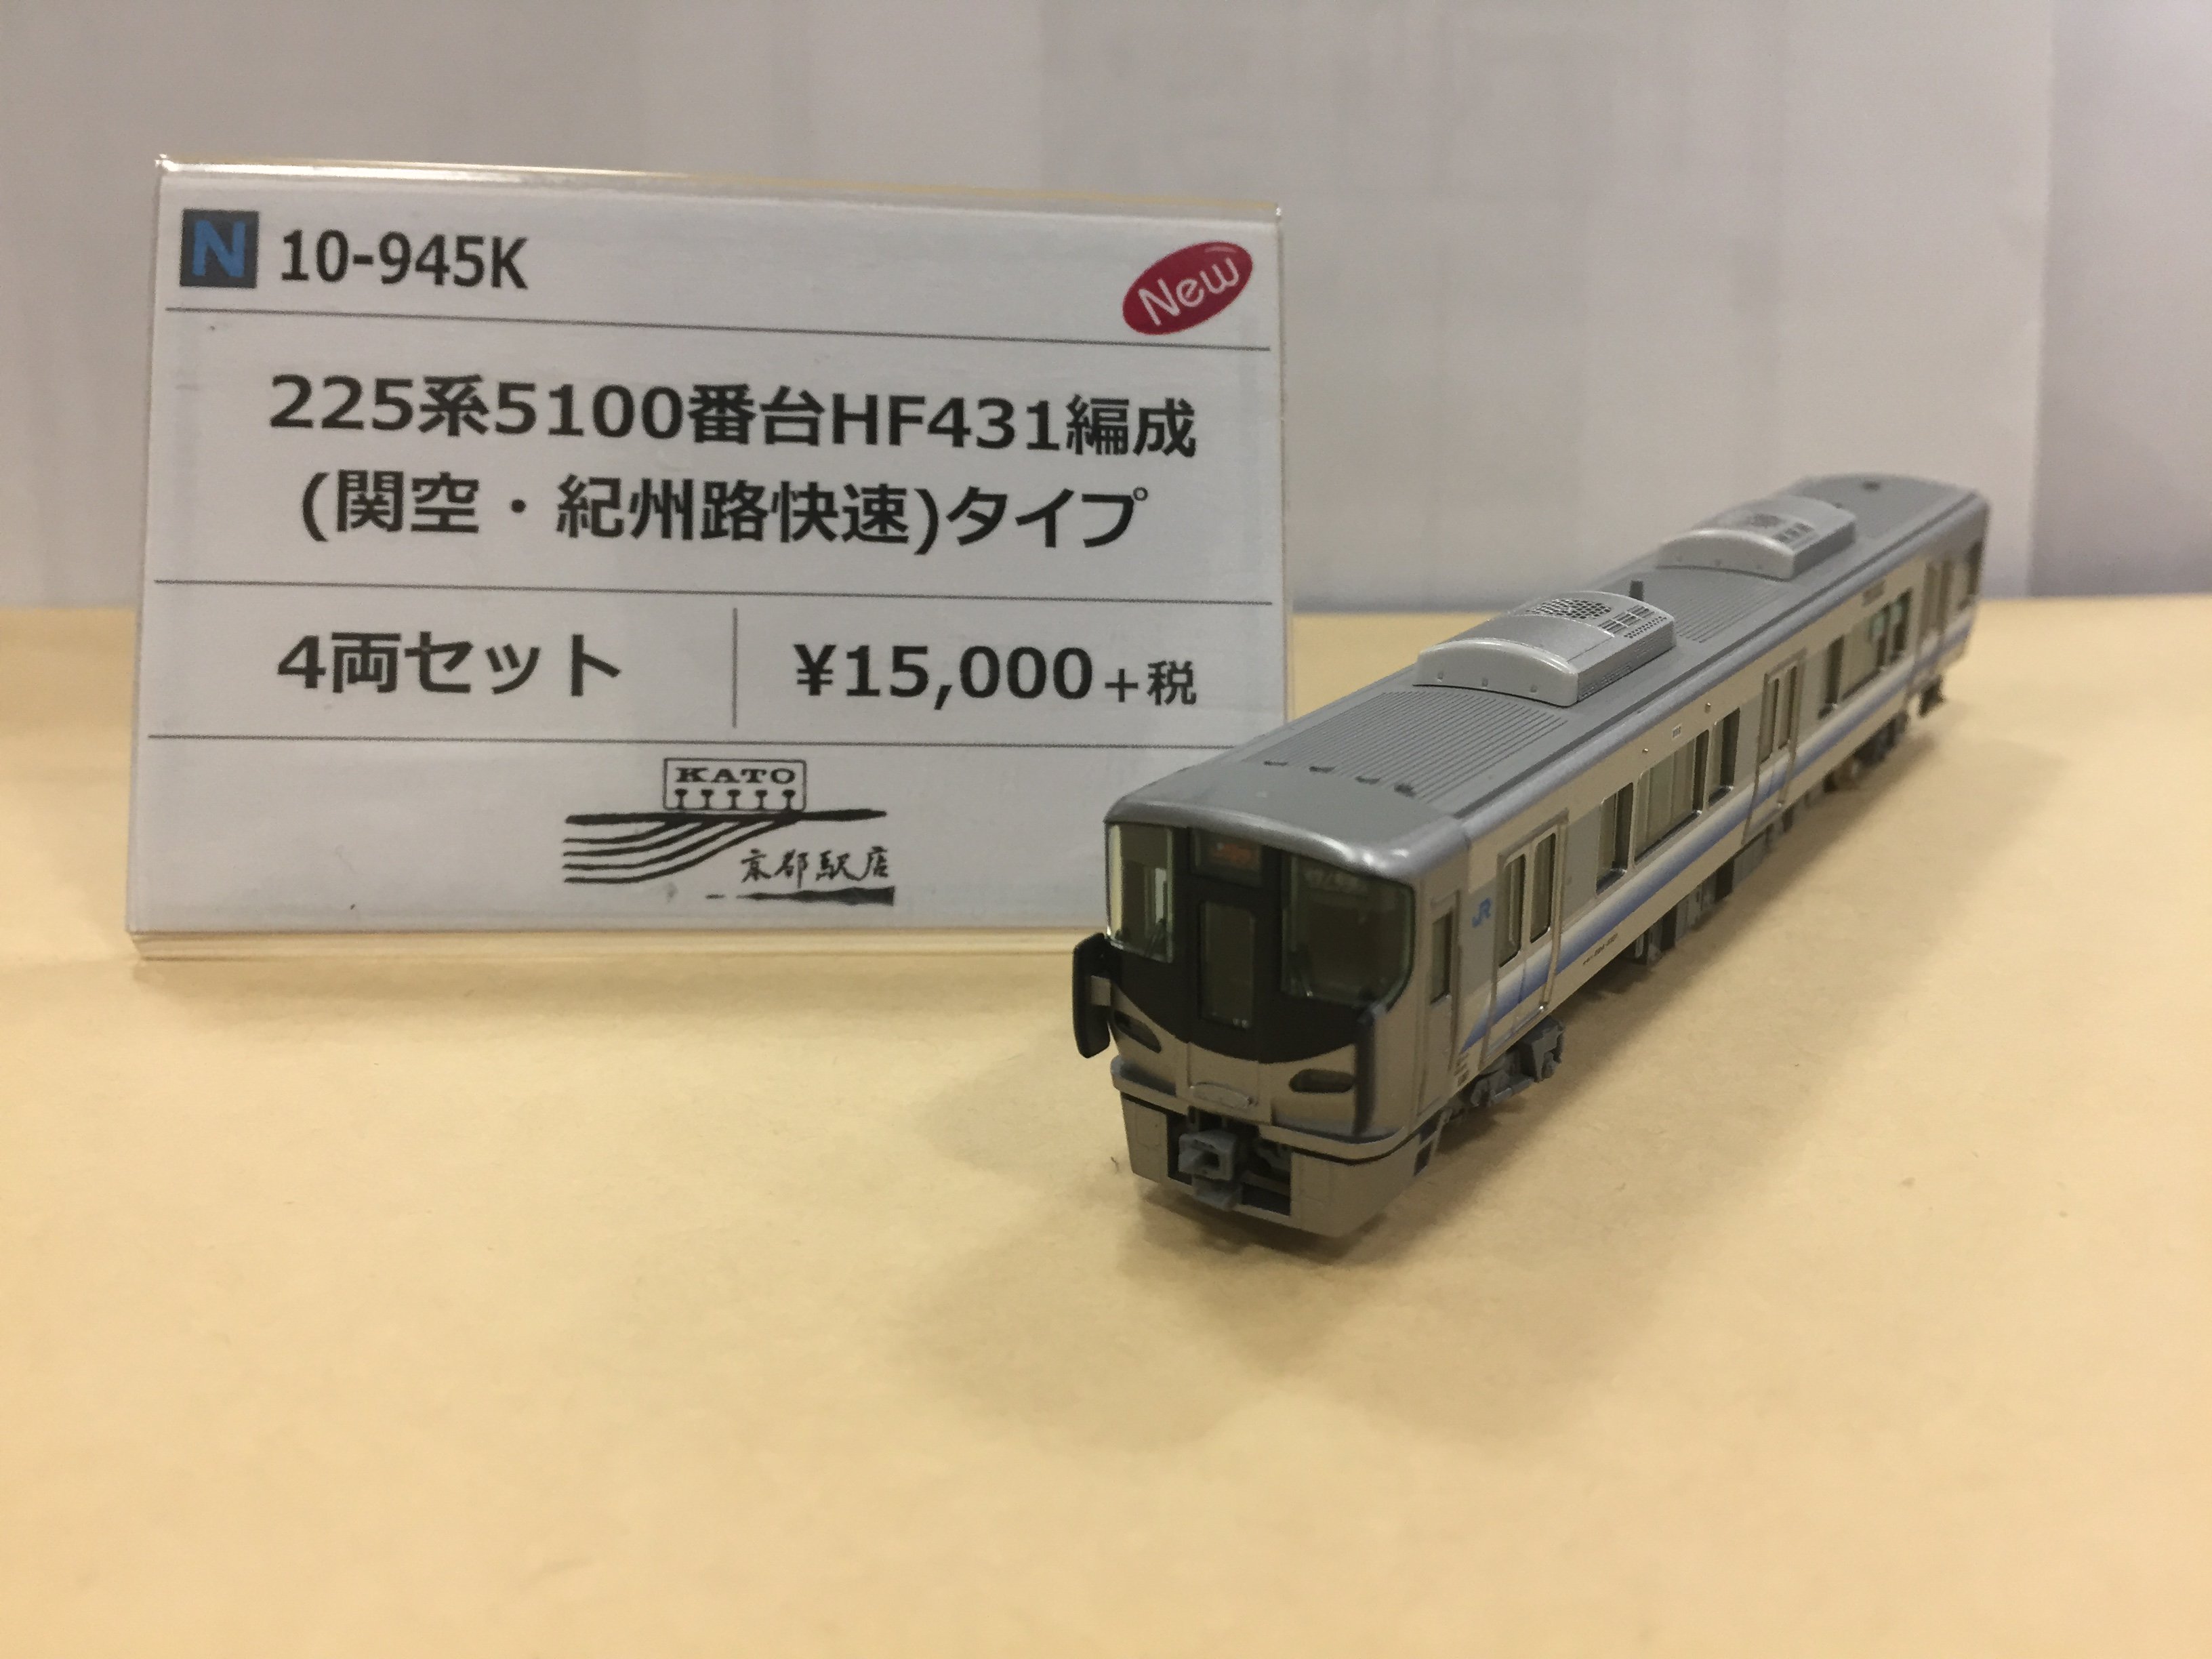 N 10-945K
New
225系5100番台HF431編成
(関空・紀州路快速)タイプ
4両セット
¥15,000+税
KATO
京都駅店
JR